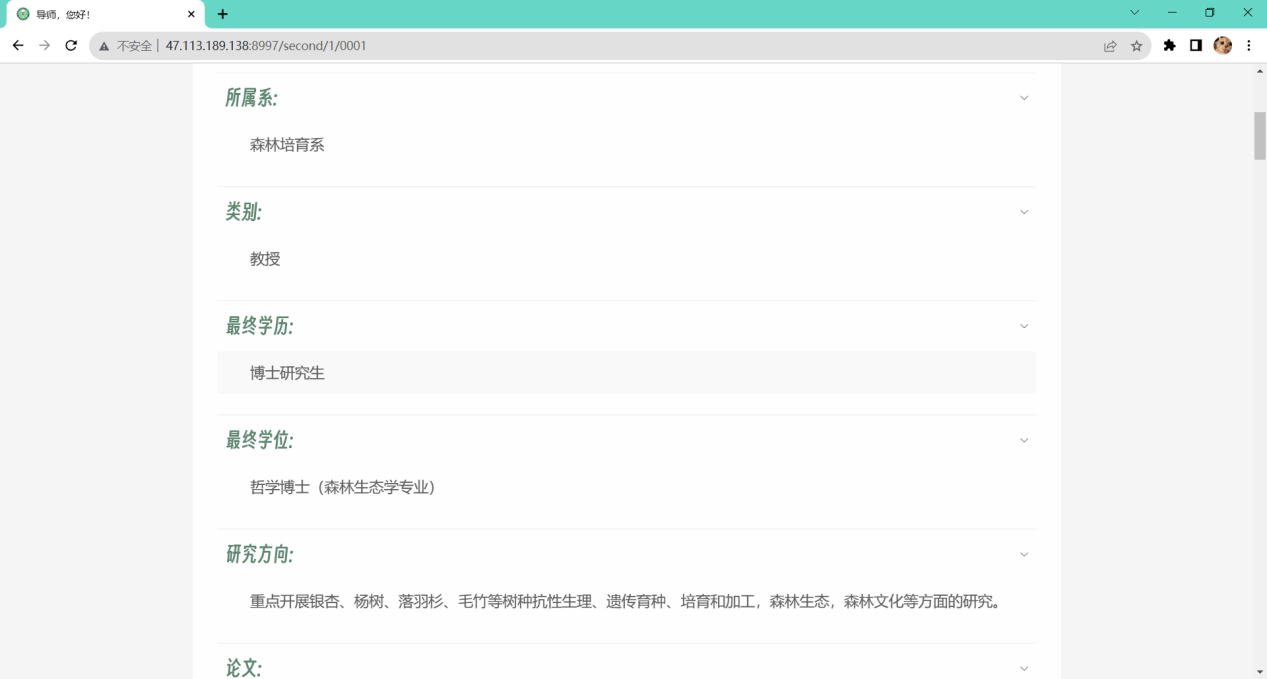 导师，您好！
不安全 | 47.113.189.138:8997/second/1/0001
所属系:
森林培育系
类别:
教授
最终学历:
博士研究生
最终学位:
哲学博士（森林生态学专业）
研究方向:
重点开展银杏、杨树、落羽杉、毛竹等树种抗性生理、遗传育种、培育和加工，森林生态，森林文化等方面的研究。
论文: